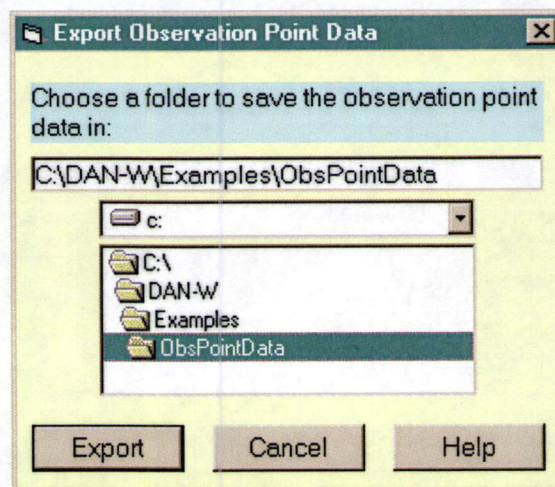 Export Observation Point Data
Choose a folder to save the observation point
data in:
C:\DAN-W\Examples\ObsPointData
c:
C:\
DAN-W
Examples
ObsPointData
Export Cancel Help